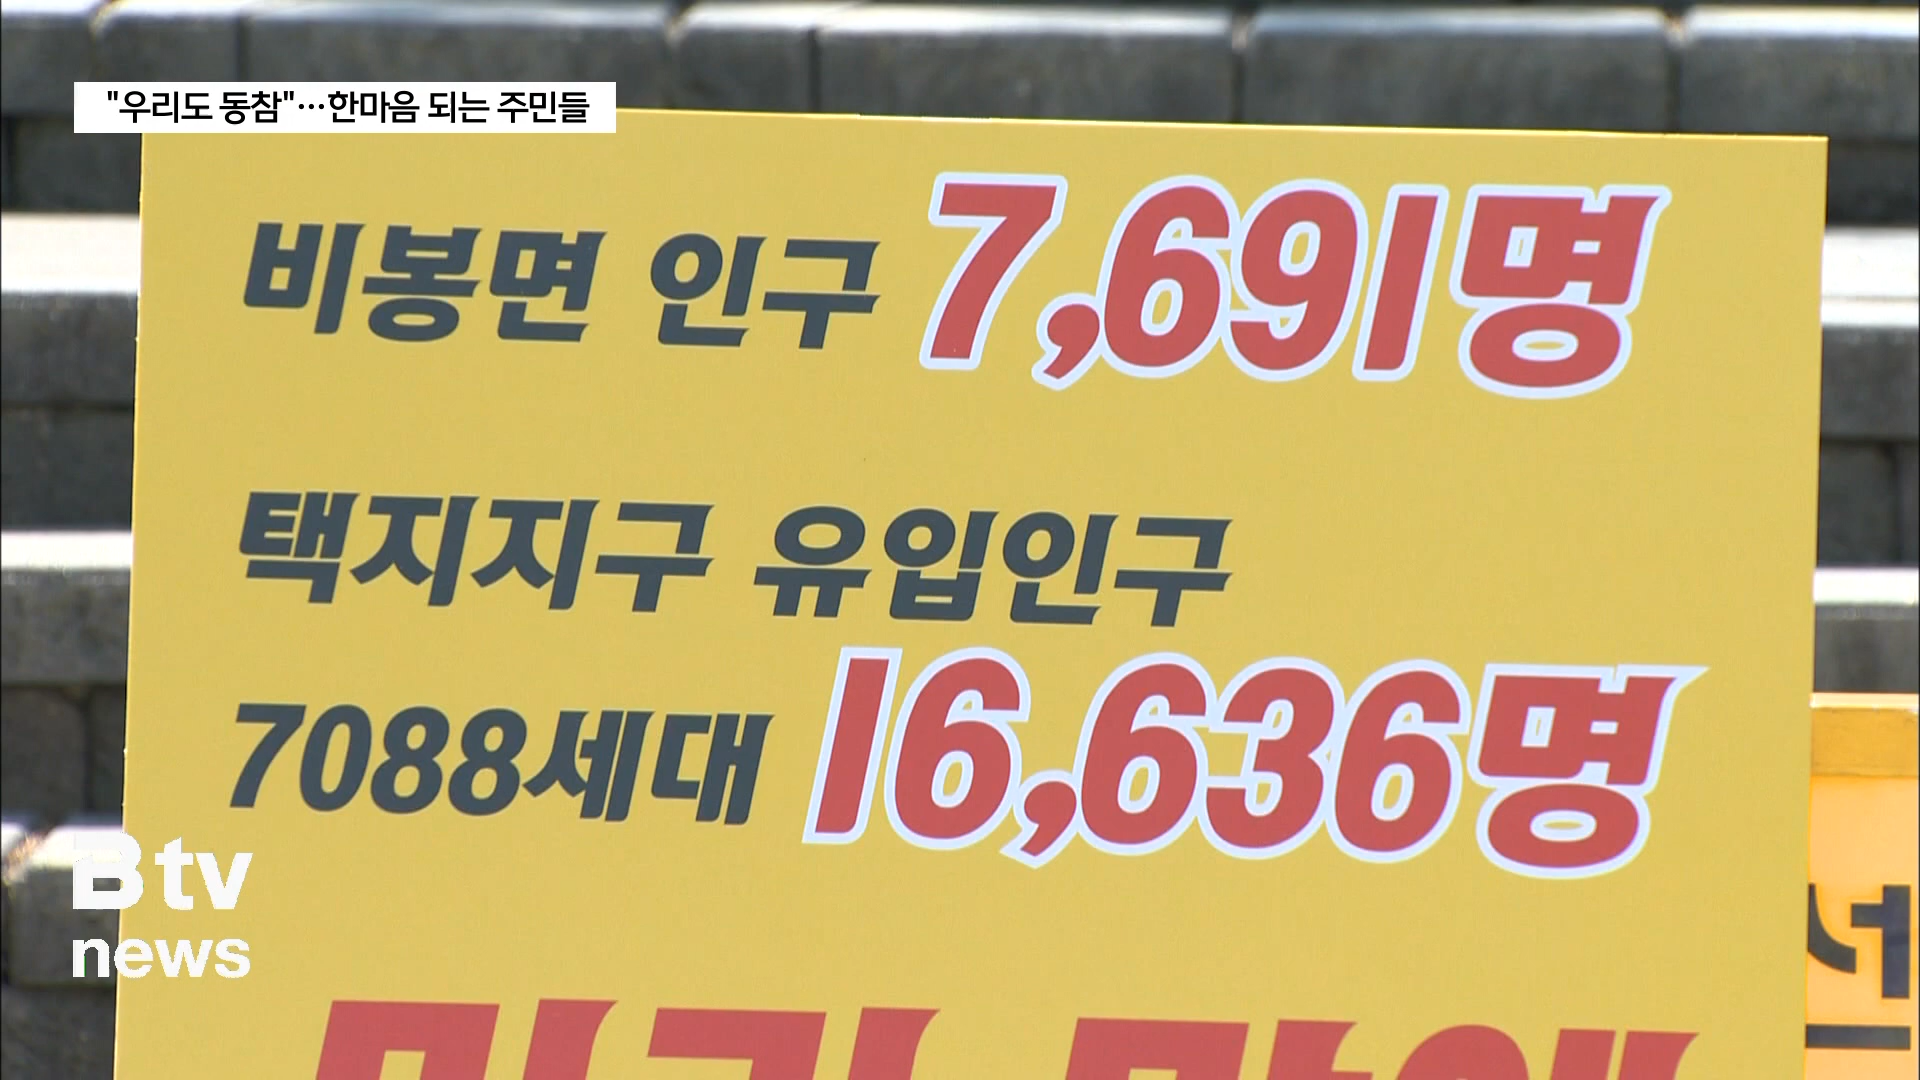 "우리도 동참"…한마음 되는 주민들
비봉면 인구 7,691명
택지지구 유입인구
7088세대 16,636명
B tv
news